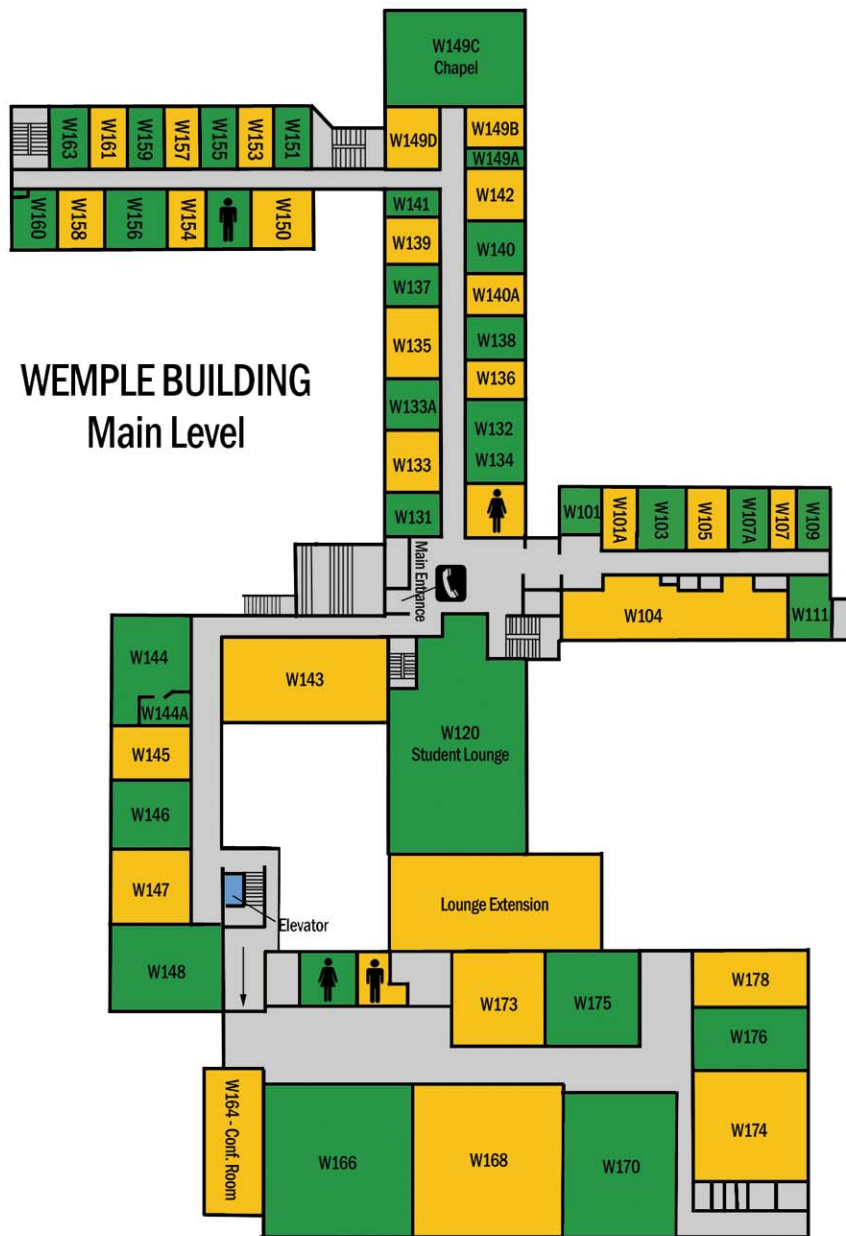 W149C
Chapel
W163
W161
W159
W157
W155
W153
W151
W149D
W149B
W149A
W142
W160
W158
W156
W154
W150
W141
W139
W140
W137
W140A
W135
W138
W136
WEMPLE BUILDING
Main Level
W133A
W132
W134
W133
W131
W101
W101A
W103
W105
W107A
W107
W109
Main Entrance
W104
W111
W144
W144A
W143
W120
Student Lounge
W145
W146
W147
Lounge Extension
Elevator
W148
W173
W175
W178
W176
W164 - Conf. Room
W166
W168
W170
W174